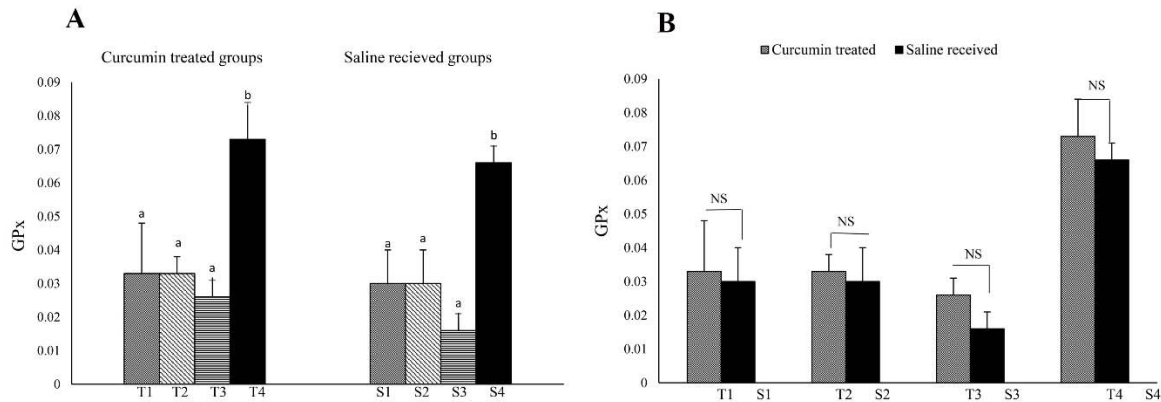 A
Curcumin treated groups
Saline recieved groups
GPx
0.09
0.08
0.07
0.06
0.05
0.04
0.03
0.02
0.01
0
a
a
a
b
a
a
a
b
T1 T2 T3 T4 S1 S2 S3 S4
B
Curcumin treated Saline received
GPx
0.09
0.08
0.07
0.06
0.05
0.04
0.03
0.02
0.01
0
NS
NS
NS
NS
T1 S1 T2 S2 T3 S3 T4 S4